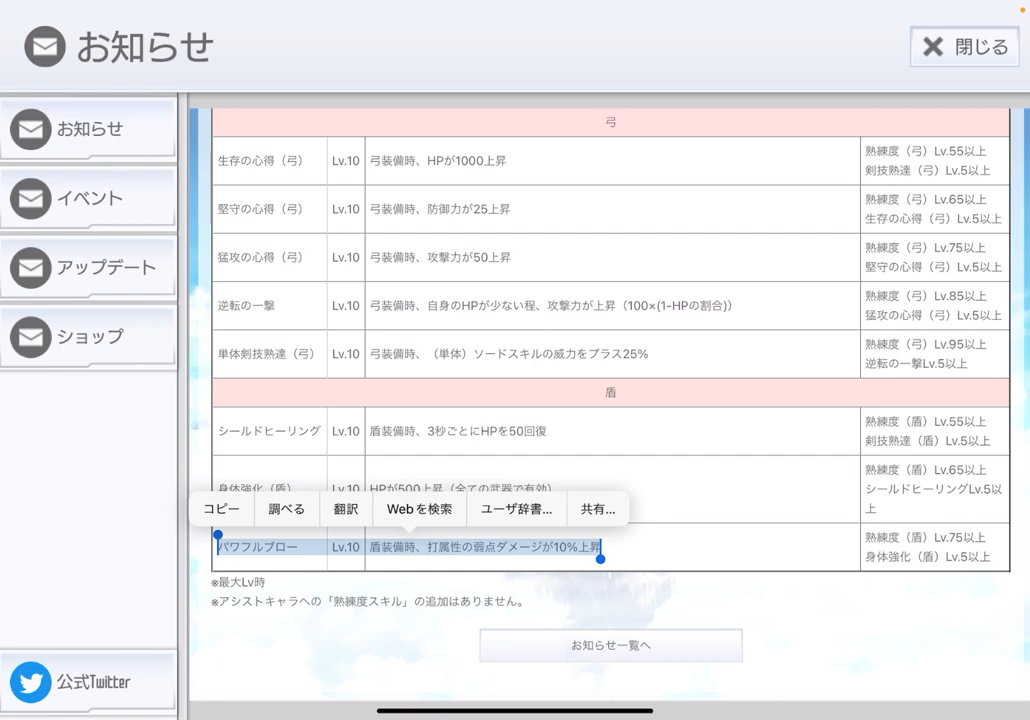 お知らせ
閉じる
お知らせ
イベント
アップデート
ショップ
公式Twitter
弓
生存の心得（弓） Lv.10 弓装備時、HPが1000上昇 熟練度（弓）Lv.55以上
剣技熟達（弓）Lv.5以上
堅守の心得（弓） Lv.10 弓装備時、防御力が25上昇 熟練度（弓）Lv.65以上
生存の心得（弓）Lv.5以上
猛攻の心得（弓） Lv.10 弓装備時、攻撃力が50上昇 熟練度（弓）Lv.75以上
堅守の心得（弓）Lv.5以上
逆転の一撃 Lv.10 弓装備時、自身のHPが少ない程、攻撃力が上昇（100×(1-HPの割合)） 熟練度（弓）Lv.85以上
猛攻の心得（弓）Lv.5以上
単体剣技熟達（弓） Lv.10 弓装備時、（単体）ソードスキルの威力をプラス25% 熟練度（弓）Lv.95以上
逆転の一撃Lv.5以上
盾
シールドヒーリング Lv.10 盾装備時、3秒ごとにHPを50回復 熟練度（盾）Lv.55以上
剣技熟達（盾）Lv.5以上
身体強化（盾） Lv.10 HPが500上昇（全ての武器で有効） 熟練度（盾）Lv.65以上
シールドヒーリングLv.5以
上
コピー 調べる 翻訳 Webを検索 ユーザ辞書... 共有...
パワフルブロー Lv.10 盾装備時、打属性の弱点ダメージが10%上昇 熟練度（盾）Lv.75以上
身体強化（盾）Lv.5以上
※最大Lv時
※アシストキャラへの「熟練度スキル」の追加はありません。
お知らせ一覧へ